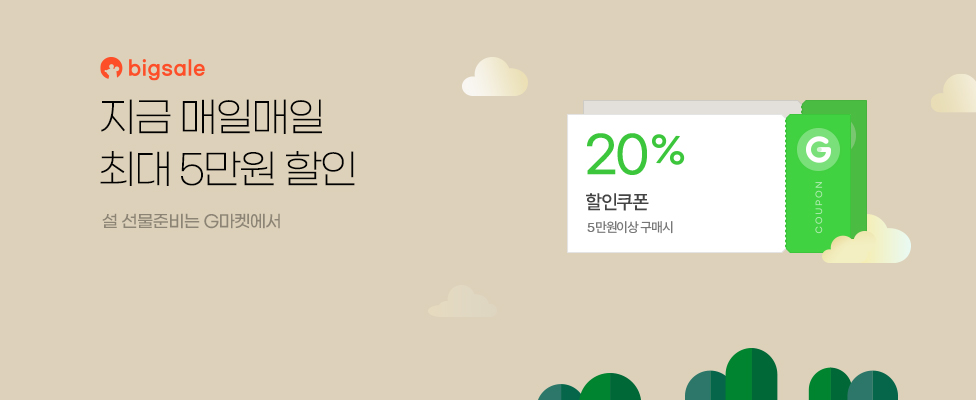 bigsale
지금 매일매일
최대 5만원 할인
설 선물준비는 G마켓에서
20%
할인쿠폰
5만원이상 구매시
G
COUPON